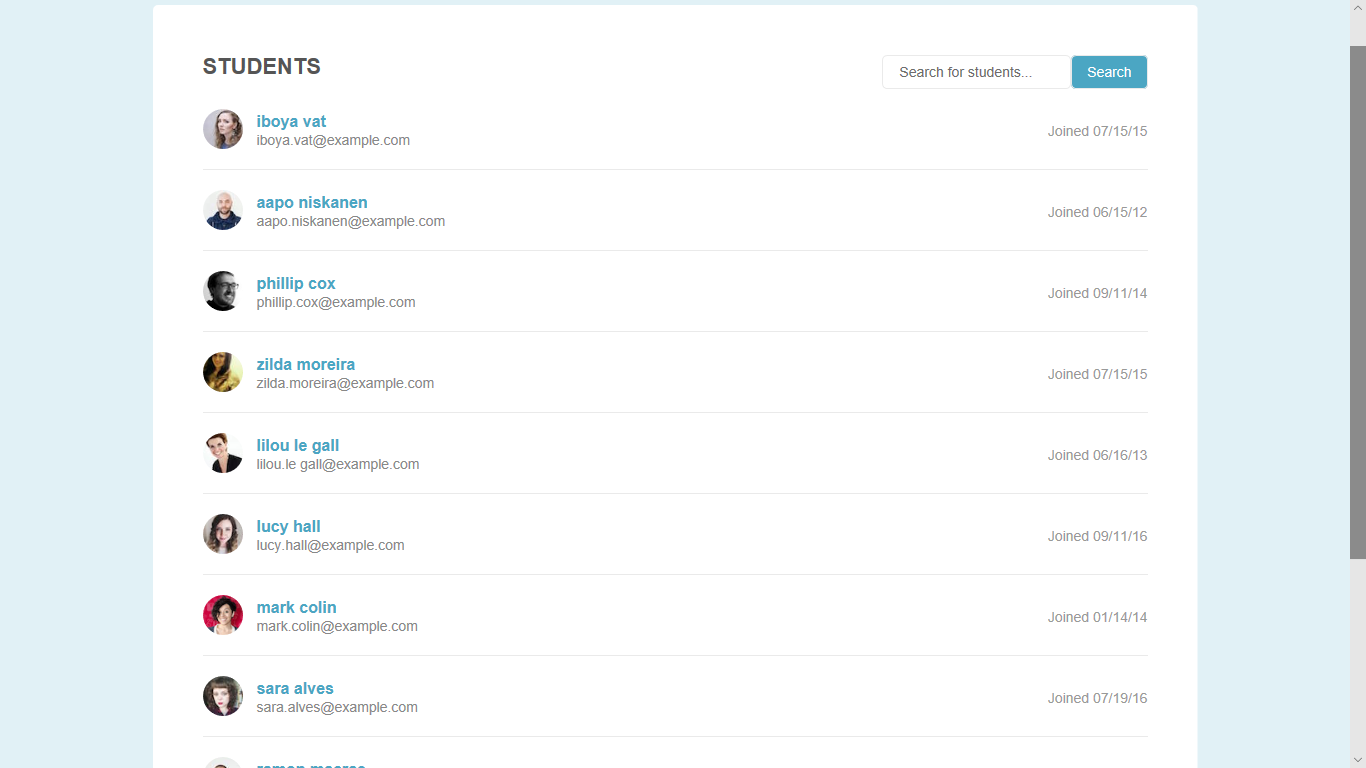 STUDENTS
Search for students... Search
iboya vat
iboya.vat@example.com
Joined 07/15/15
aapo niskanen
aapo.niskanen@example.com
Joined 06/15/12
phillip cox
phillip.cox@example.com
Joined 09/11/14
zilda moreira
zilda.moreira@example.com
Joined 07/15/15
lilou le gall
lilou.le gall@example.com
Joined 06/16/13
lucy hall
lucy.hall@example.com
Joined 09/11/16
mark colin
mark.colin@example.com
Joined 01/14/14
sara alves
sara.alves@example.com
Joined 07/19/16